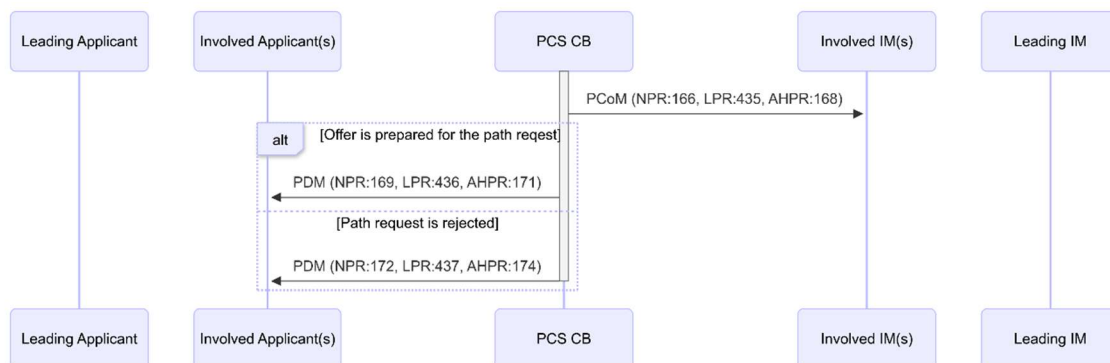 Leading Applicant
Involved Applicant(s)
PCS CB
Involved IM(s)
Leading IM
PCoM (NPR:166, LPR:435, AHPR:168)
alt
[Offer is prepared for the path reqest]
PDM (NPR:169, LPR:436, AHPR:171)
[Path request is rejected]
PDM (NPR:172, LPR:437, AHPR:174)
Leading Applicant
Involved Applicant(s)
PCS CB
Involved IM(s)
Leading IM